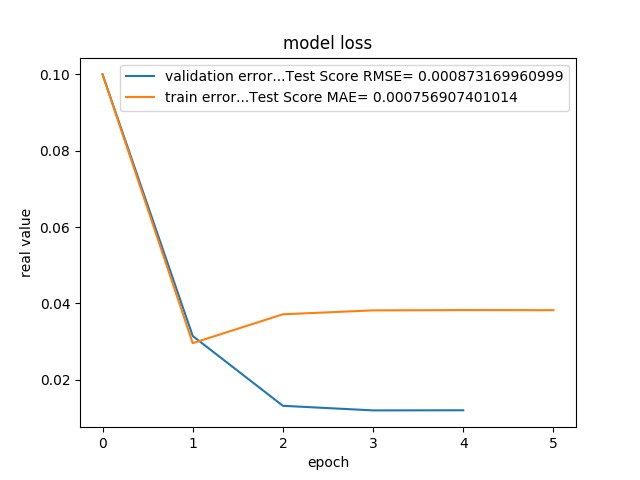 model loss
validation error...Test Score RMSE= 0.000873169960999
train error...Test Score MAE= 0.000756907401014
0.10
0.08
0.06
0.04
0.02
real value
0 1 2 3 4 5
epoch